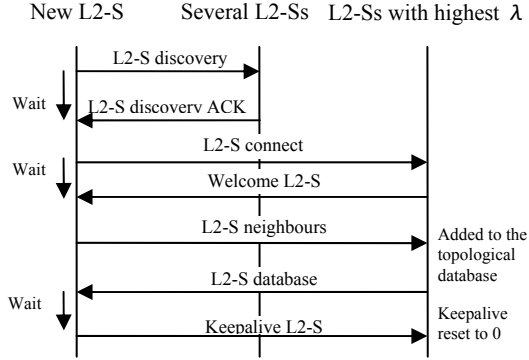 New L2-S Several L2-Ss L2-Ss with highest λ
L2-S discovery
Wait
L2-S discovery ACK
L2-S connect
Wait
Welcome L2-S
L2-S neighbours
Added to the
topological
database
L2-S database
Wait
Keepalive
reset to 0
Keepalive L2-S